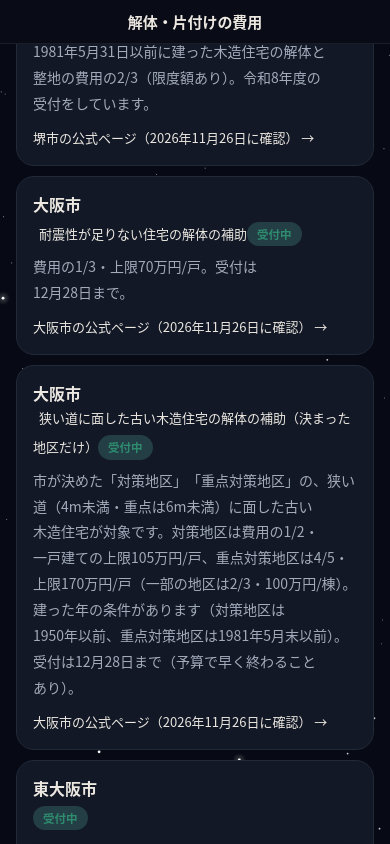 解体・片付けの費用
1981年5月31日以前に建った木造住宅の解体と
整地の費用の2/3（限度額あり）。令和8年度の
受付をしています。
堺市の公式ページ（2026年11月26日に確認） →
大阪市
耐震性が足りない住宅の解体の補助 受付中
費用の1/3・上限70万円/戸。受付は
12月28日まで。
大阪市の公式ページ（2026年11月26日に確認） →
大阪市
狭い道に面した古い木造住宅の解体の補助（決まった
地区だけ） 受付中
市が決めた「対策地区」「重点対策地区」の、狭い
道（4m未満・重点は6m未満）に面した古い
木造住宅が対象です。対策地区は費用の1/2・
一戸建ての上限105万円/戸、重点対策地区は4/5・
上限170万円/戸（一部の地区は2/3・100万円/棟）。
建った年の条件があります（対策地区は
1950年以前、重点対策地区は1981年5月末以前）。
受付は12月28日まで（予算で早く終わること
あり）。
大阪市の公式ページ（2026年11月26日に確認） →
東大阪市
受付中